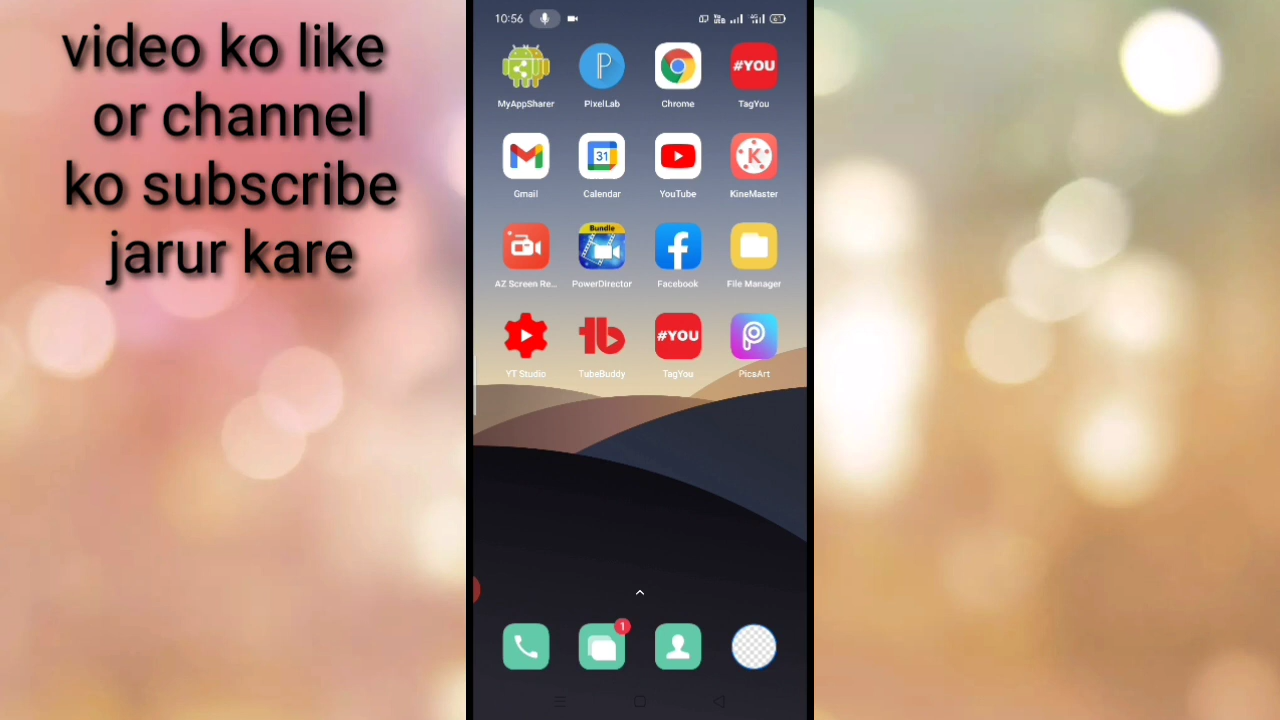 video ko like
or channel
ko subscribe
jarur kare
10:56
MyAppSharer
PixelLab
Chrome
#YOU
TagYou
Gmail
31
Calendar
YouTube
K
KineMaster
AZ Screen Re...
Bundle
PowerDirector
Facebook
File Manager
YT Studio
tb
TubeBuddy
#YOU
TagYou
PicsArt
1